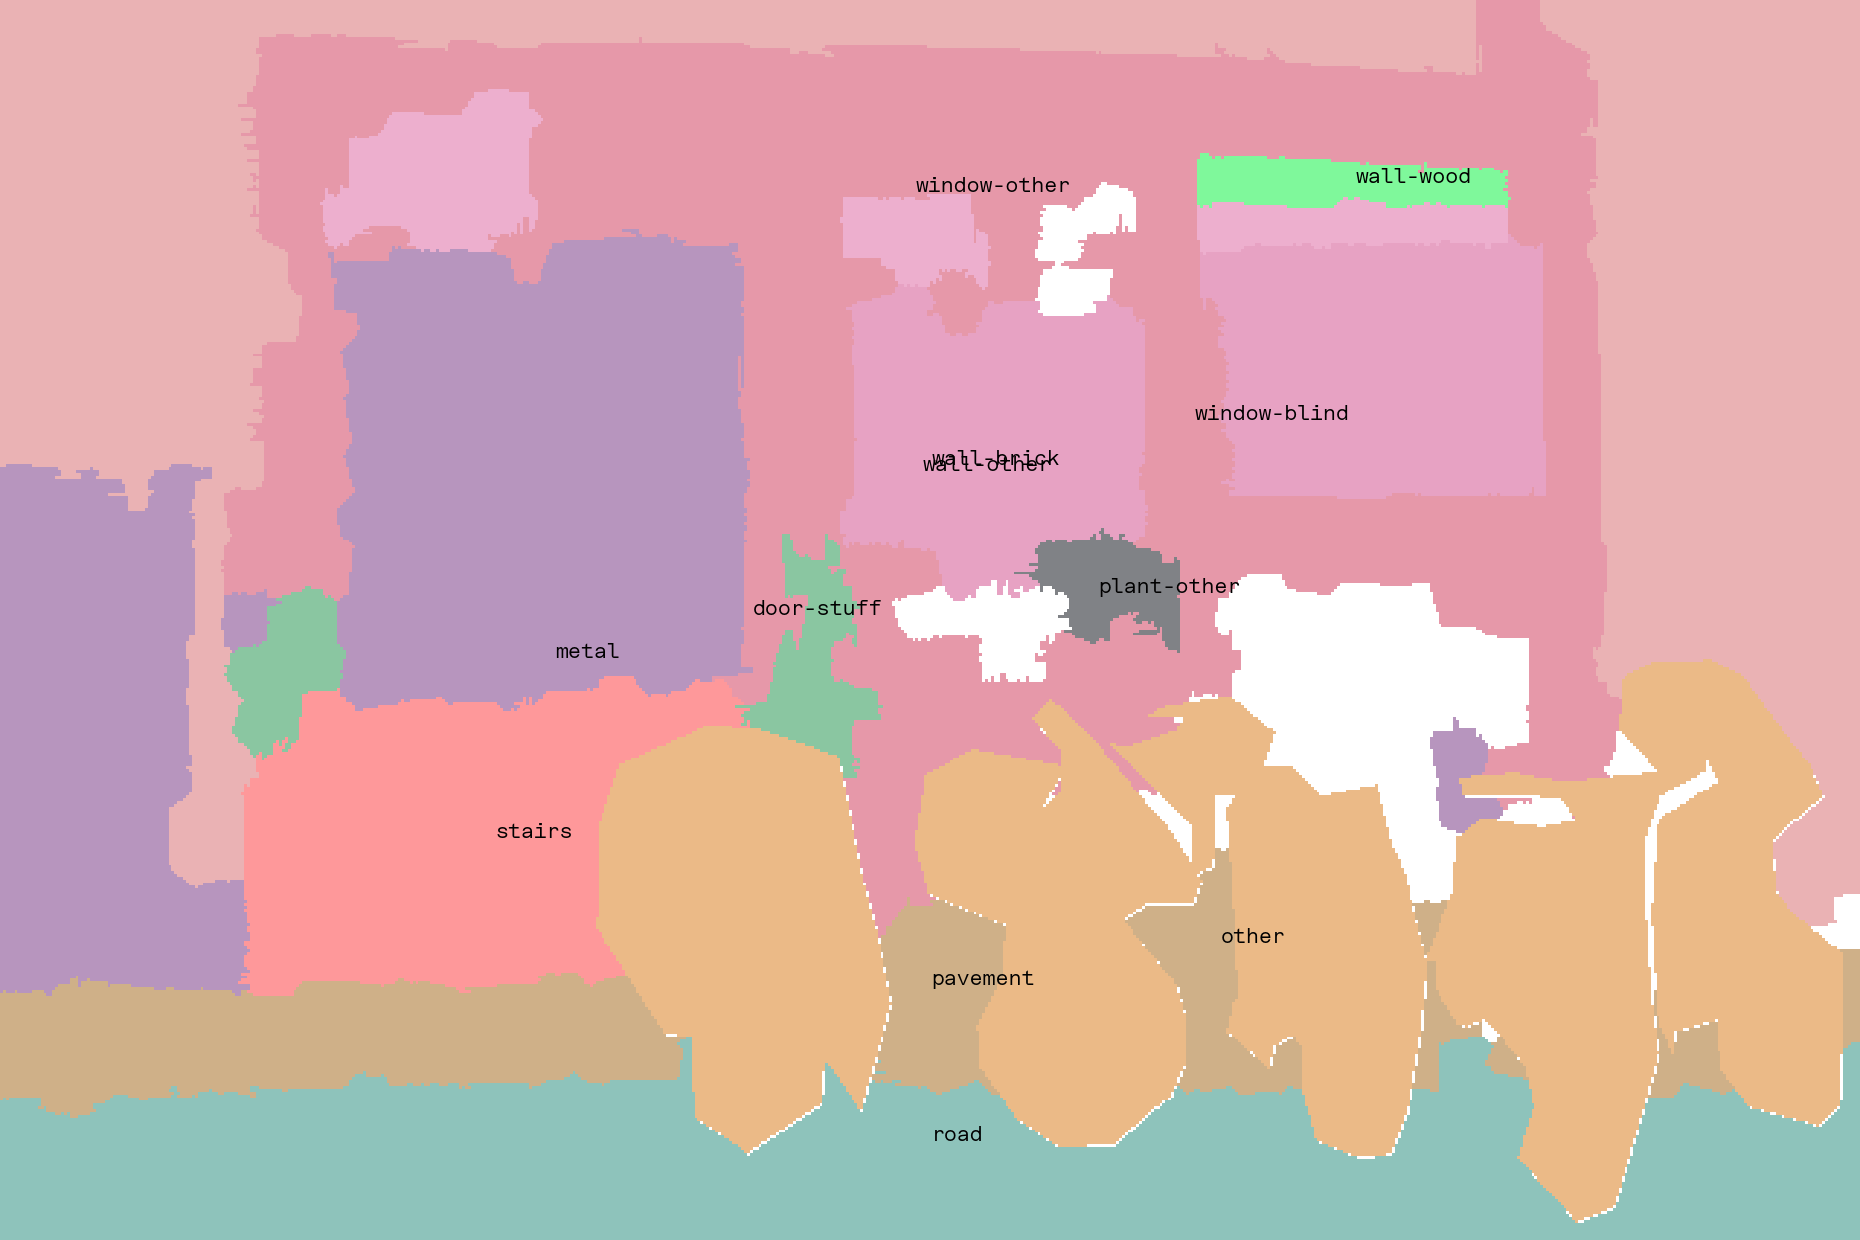 window-other
wall-wood
window-blind
wall-brick
wall-other
plant-other
door-stuff
metal
stairs
other
pavement
road